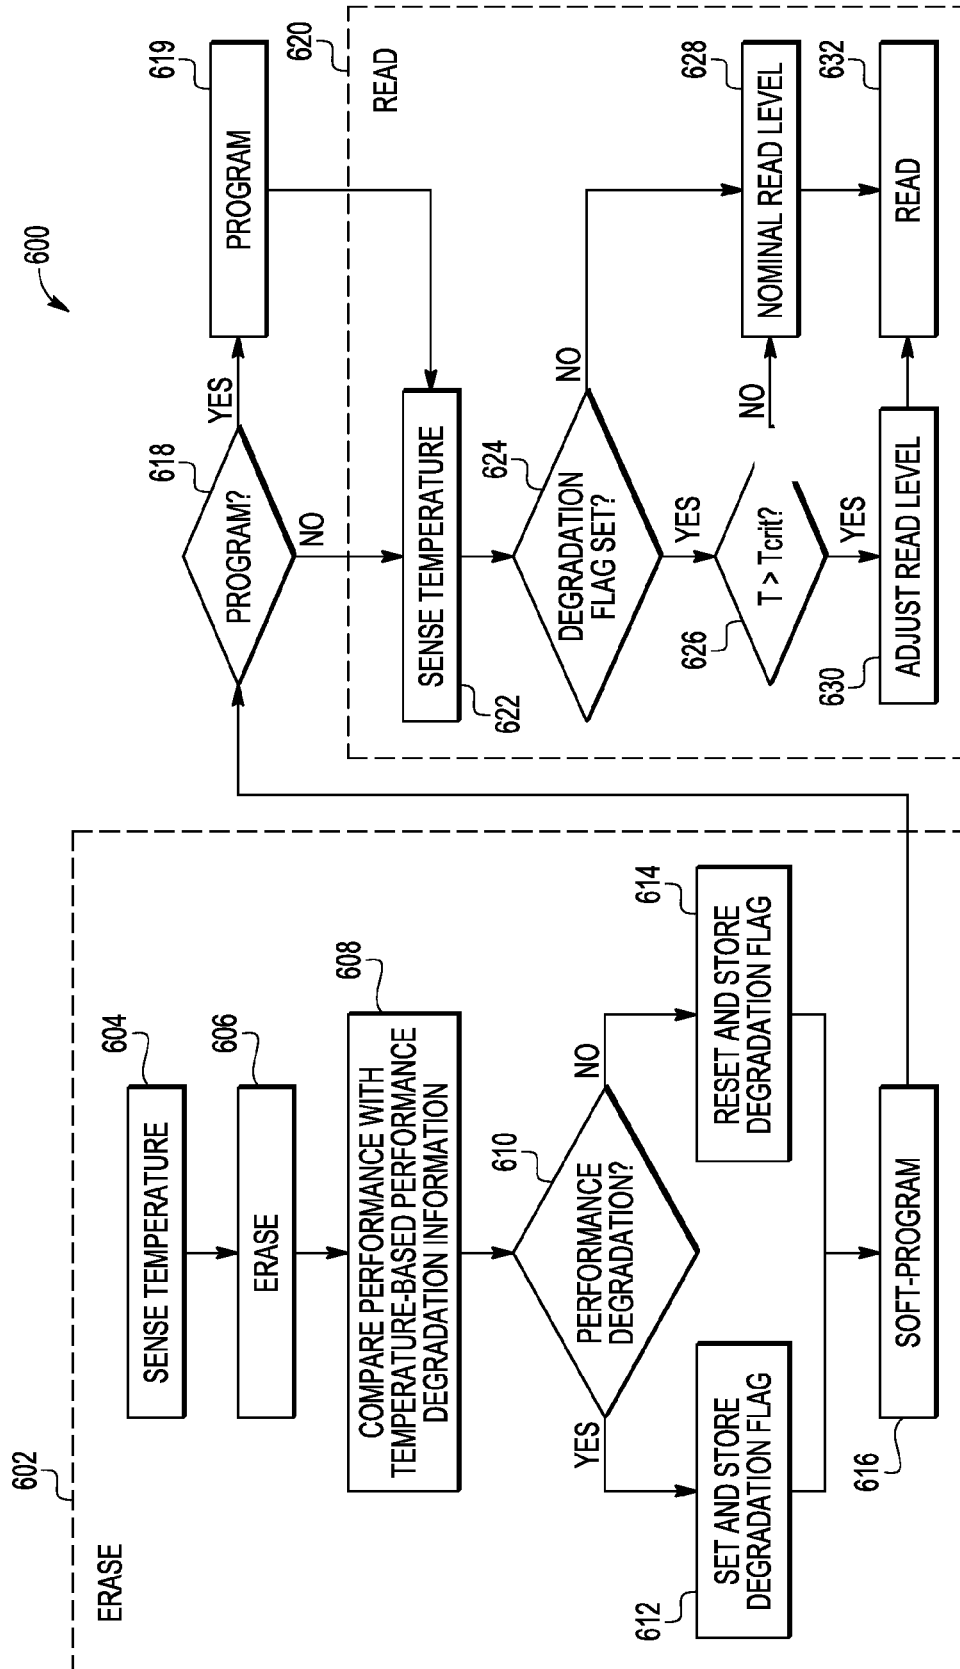 600
602
ERASE
604
SENSE TEMPERATURE
606
ERASE
608
COMPARE PERFORMANCE WITH
TEMPERATURE-BASED PERFORMANCE
DEGRADATION INFORMATION
610
PERFORMANCE
DEGRADATION?
YES
NO
612
SET AND STORE
DEGRADATION FLAG
614
RESET AND STORE
DEGRADATION FLAG
616
SOFT-PROGRAM
618
PROGRAM?
YES
NO
619
PROGRAM
620
READ
622
SENSE TEMPERATURE
624
DEGRADATION
FLAG SET?
NO
YES
626
T > Tcrit?
NO
YES
628
NOMINAL READ LEVEL
630
ADJUST READ LEVEL
632
READ